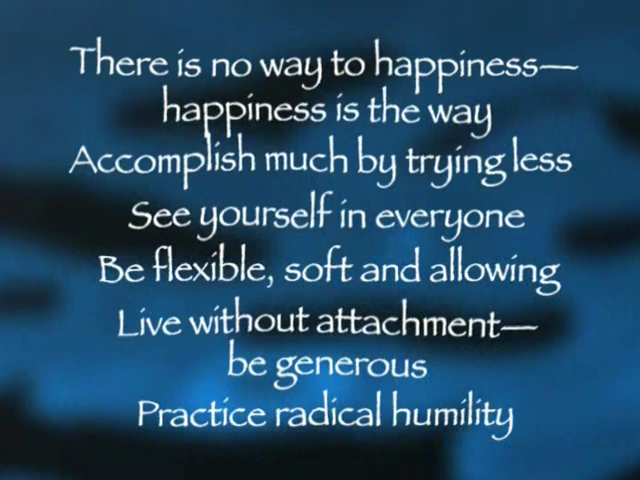 There is no way to happiness—
happiness is the way
Accomplish much by trying less
See yourself in everyone
Be flexible, soft and allowing
Live without attachment—
be generous
Practice radical humility